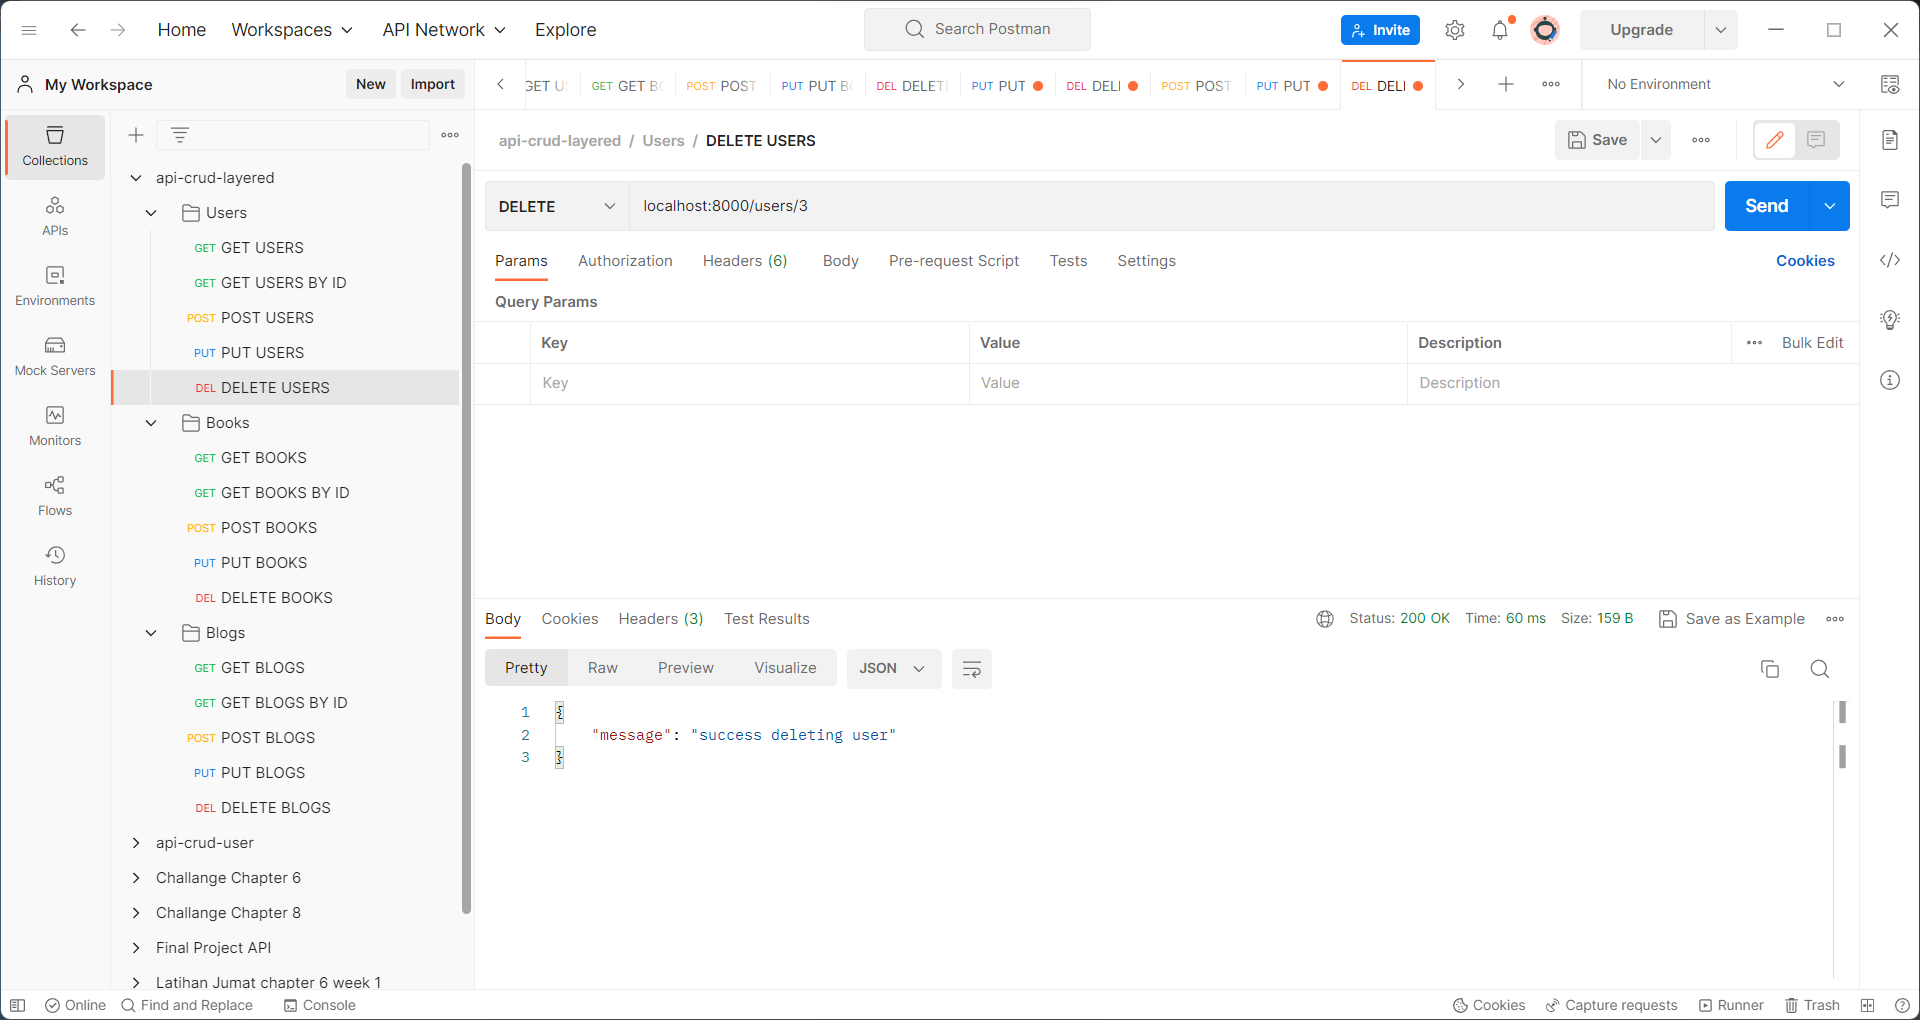 Home Workspaces API Network Explore Search Postman Invite Upgrade
My Workspace New Import
GET US GET GET BO POST POST PUT PUT BO DEL DELET PUT PUT DEL DELI POST POST PUT PUT DEL DELI No Environment
Collections
APIs
Environments
Mock Servers
Monitors
Flows
History
api-crud-layered
Users
GET GET USERS
GET GET USERS BY ID
POST POST USERS
PUT PUT USERS
DEL DELETE USERS
Books
GET GET BOOKS
GET GET BOOKS BY ID
POST POST BOOKS
PUT PUT BOOKS
DEL DELETE BOOKS
Blogs
GET GET BLOGS
GET GET BLOGS BY ID
POST POST BLOGS
PUT PUT BLOGS
DEL DELETE BLOGS
api-crud-user
Challange Chapter 6
Challange Chapter 8
Final Project API
Latihan Jumat chapter 6 week 1
api-crud-layered / Users / DELETE USERS Save
DELETE localhost:8000/users/3 Send
Params Authorization Headers (6) Body Pre-request Script Tests Settings Cookies
Query Params
Key Value Description Bulk Edit
Key Value Description
Body Cookies Headers (3) Test Results Status: 200 OK Time: 60 ms Size: 159 B Save as Example
Pretty Raw Preview Visualize JSON
1 {
2 "message": "success deleting user"
3 }
Online Find and Replace Console Cookies Capture requests Runner Trash